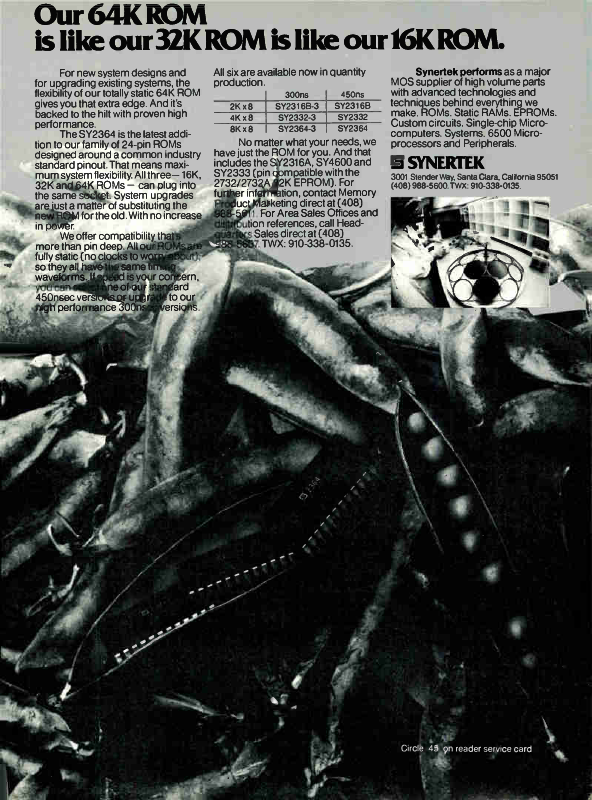 Our 64K ROM
is like our 32K ROM is like our 16K ROM.
For new system designs and
for upgrading existing systems, the
flexibility of our totally static 64K ROM
gives you that extra edge. And it's
backed to the hilt with proven high
performance.
The SY2364 is the latest addi-
tion to our family of 24-pin ROMs
designed around a common industry
standard pinout. That means maxi-
mum system flexibility. All three — 16K,
32K and 64K ROMs — can plug into
the same socket. System upgrades
are just a matter of substituting the
new ROM for the old. With no increase
in power.
We offer compatibility that's
more than pin deep. All our ROMs are
fully static (no clocks to worry about),
so they all have the same timing
waveforms. If speed is your concern,
you can select one of our standard
450nsec versions or upgrade to our
high performance 300nsec versions.
All six are available now in quantity
production.
300ns 450ns
2K x 8 SY2316B-3 SY2316B
4K x 8 SY2332-3 SY2332
8K x 8 SY2364-3 SY2364
No matter what your needs, we
have just the ROM for you. And that
includes the SY2316A, SY4600 and
SY2333 (pin compatible with the
2732/2732A 32K EPROM). For
further information, contact Memory
Product Marketing direct at (408)
988-5611. For Area Sales Offices and
distribution references, call Head-
quarters Sales direct at (408)
988-5607. TWX: 910-338-0135.
Synertek performs as a major
MOS supplier of high volume parts
with advanced technologies and
techniques behind everything we
make. ROMs. Static RAMs. EPROMs.
Custom circuits. Single-chip Micro-
computers. Systems. 6500 Micro-
processors and Peripherals.
SYNERTEK
3001 Stender Way, Santa Clara, California 95051
(408) 988-5600. TWX: 910-338-0135.
Circle 45 on reader service card